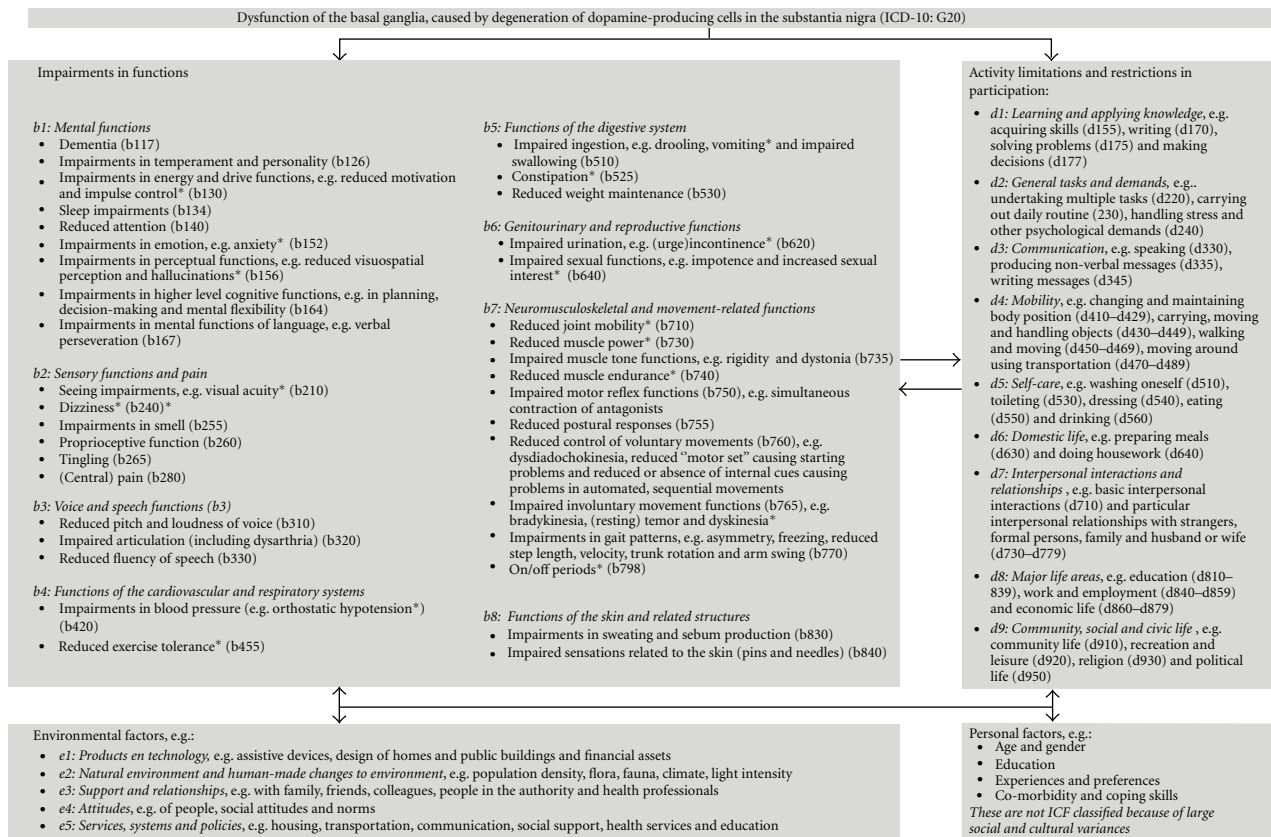 Dysfunction of the basal ganglia, caused by degeneration of dopamine-producing cells in the substantia nigra (ICD-10: G20)
Impairments in functions
b1: Mental functions
• Dementia (b117)
• Impairments in temperament and personality (b126)
• Impairments in energy and drive functions, e.g. reduced motivation
and impulse control* (b130)
• Sleep impairments (b134)
• Reduced attention (b140)
• Impairments in emotion, e.g. anxiety* (b152)
• Impairments in perceptual functions, e.g. reduced visuospatial
perception and hallucinations* (b156)
• Impairments in higher level cognitive functions, e.g. in planning,
decision-making and mental flexibility (b164)
• Impairments in mental functions of language, e.g. verbal
perseveration (b167)
b2: Sensory functions and pain
• Seeing impairments, e.g. visual acuity* (b210)
• Dizziness* (b240)*
• Impairments in smell (b255)
• Proprioceptive function (b260)
• Tingling (b265)
• (Central) pain (b280)
b3: Voice and speech functions (b3)
• Reduced pitch and loudness of voice (b310)
• Impaired articulation (including dysarthria) (b320)
• Reduced fluency of speech (b330)
b4: Functions of the cardiovascular and respiratory systems
• Impairments in blood pressure (e.g. orthostatic hypotension*)
(b420)
• Reduced exercise tolerance* (b455)
b5: Functions of the digestive system
• Impaired ingestion, e.g. drooling, vomiting* and impaired
swallowing (b510)
• Constipation* (b525)
• Reduced weight maintenance (b530)
b6: Genitourinary and reproductive functions
• Impaired urination, e.g. (urge)incontinence* (b620)
• Impaired sexual functions, e.g. impotence and increased sexual
interest* (b640)
b7: Neuromusculoskeletal and movement-related functions
• Reduced joint mobility* (b710)
• Reduced muscle power* (b730)
• Impaired muscle tone functions, e.g. rigidity and dystonia (b735)
• Reduced muscle endurance* (b740)
• Impaired motor reflex functions (b750), e.g. simultaneous
contraction of antagonists
• Reduced postural responses (b755)
• Reduced control of voluntary movements (b760), e.g.
dysdiadochokinesia, reduced “motor set” causing starting
problems and reduced or absence of internal cues causing
problems in automated, sequential movements
• Impaired involuntary movement functions (b765), e.g.
bradykinesia, (resting) temor and dyskinesia*
• Impairments in gait patterns, e.g. asymmetry, freezing, reduced
step length, velocity, trunk rotation and arm swing (b770)
• On/off periods* (b798)
b8: Functions of the skin and related structures
• Impairments in sweating and sebum production (b830)
• Impaired sensations related to the skin (pins and needles) (b840)
Activity limitations and restrictions in
participation:
• d1: Learning and applying knowledge, e.g.
acquiring skills (d155), writing (d170),
solving problems (d175) and making
decisions (d177)
• d2: General tasks and demands, e.g..
undertaking multiple tasks (d220), carrying
out daily routine (230), handling stress and
other psychological demands (d240)
• d3: Communication, e.g. speaking (d330),
producing non-verbal messages (d335),
writing messages (d345)
• d4: Mobility, e.g. changing and maintaining
body position (d410–d429), carrying, moving
and handling objects (d430–d449), walking
and moving (d450–d469), moving around
using transportation (d470–d489)
• d5: Self-care, e.g. washing oneself (d510),
toileting (d530), dressing (d540), eating
(d550) and drinking (d560)
• d6: Domestic life, e.g. preparing meals
(d630) and doing housework (d640)
• d7: Interpersonal interactions and
relationships , e.g. basic interpersonal
interactions (d710) and particular
interpersonal relationships with strangers,
formal persons, family and husband or wife
(d730–d779)
• d8: Major life areas, e.g. education (d810–
839), work and employment (d840–d859)
and economic life (d860–d879)
• d9: Community, social and civic life , e.g.
community life (d910), recreation and
leisure (d920), religion (d930) and political
life (d950)
Environmental factors, e.g.:
• e1: Products en technology, e.g. assistive devices, design of homes and public buildings and financial assets
• e2: Natural environment and human-made changes to environment, e.g. population density, flora, fauna, climate, light intensity
• e3: Support and relationships, e.g. with family, friends, colleagues, people in the authority and health professionals
• e4: Attitudes, e.g. of people, social attitudes and norms
• e5: Services, systems and policies, e.g. housing, transportation, communication, social support, health services and education
Personal factors, e.g.:
• Age and gender
• Education
• Experiences and preferences
• Co-morbidity and coping skills
These are not ICF classified because of large
social and cultural variances